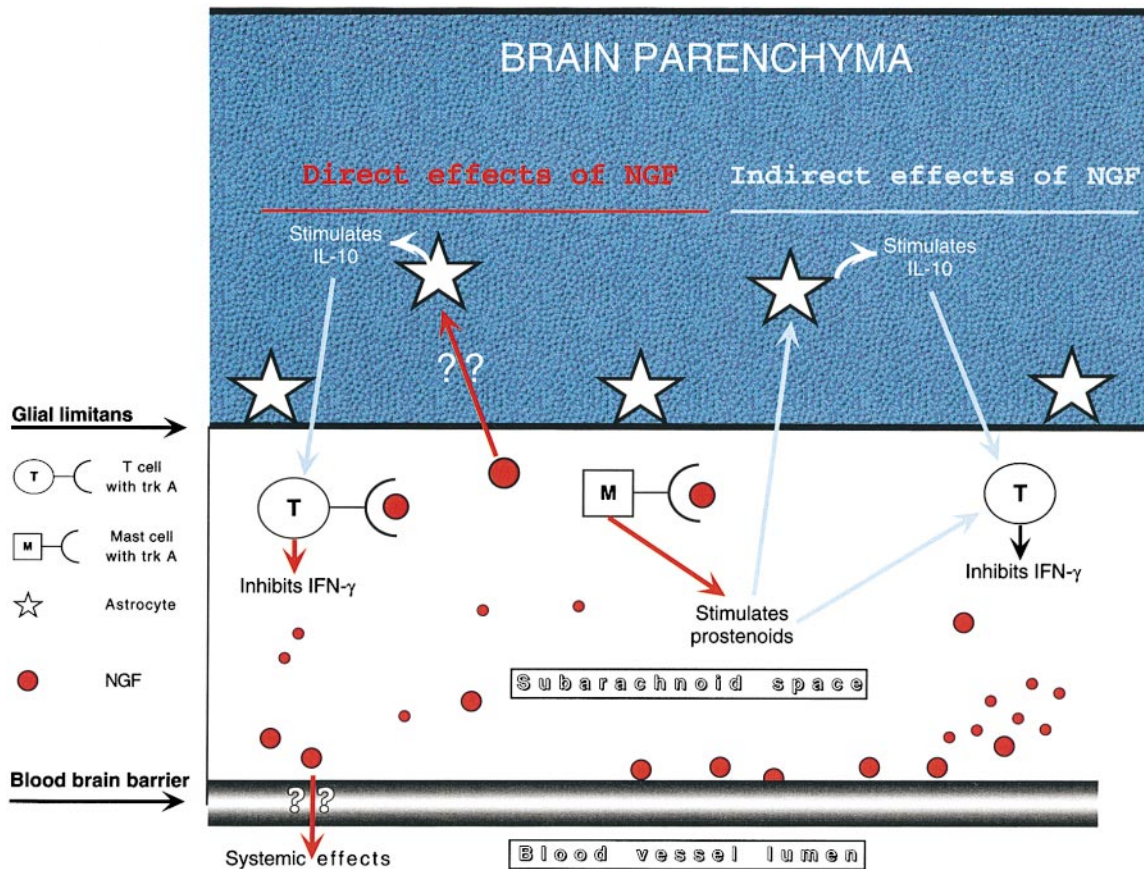 BRAIN PARENCHYMA
Direct effects of NGF
Indirect effects of NGF
Stimulates
IL-10
Stimulates
IL-10
? ?
Glial limitans
T
T cell
with trk A
M
Mast cell
with trk A
Astrocyte
NGF
T
Inhibits IFN-γ
M
Stimulates
prostenoids
T
Inhibits IFN-γ
Subarachnoid space
Blood brain barrier
? ?
Systemic effects
Blood vessel lumen